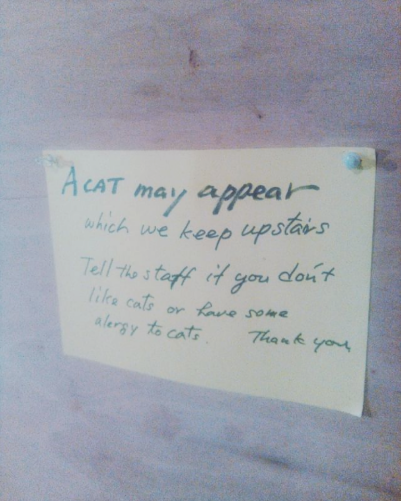 A CAT may appear
which we keep upstairs
Tell the staff if you don't
like cats or have some
alergy to cats. Thank you